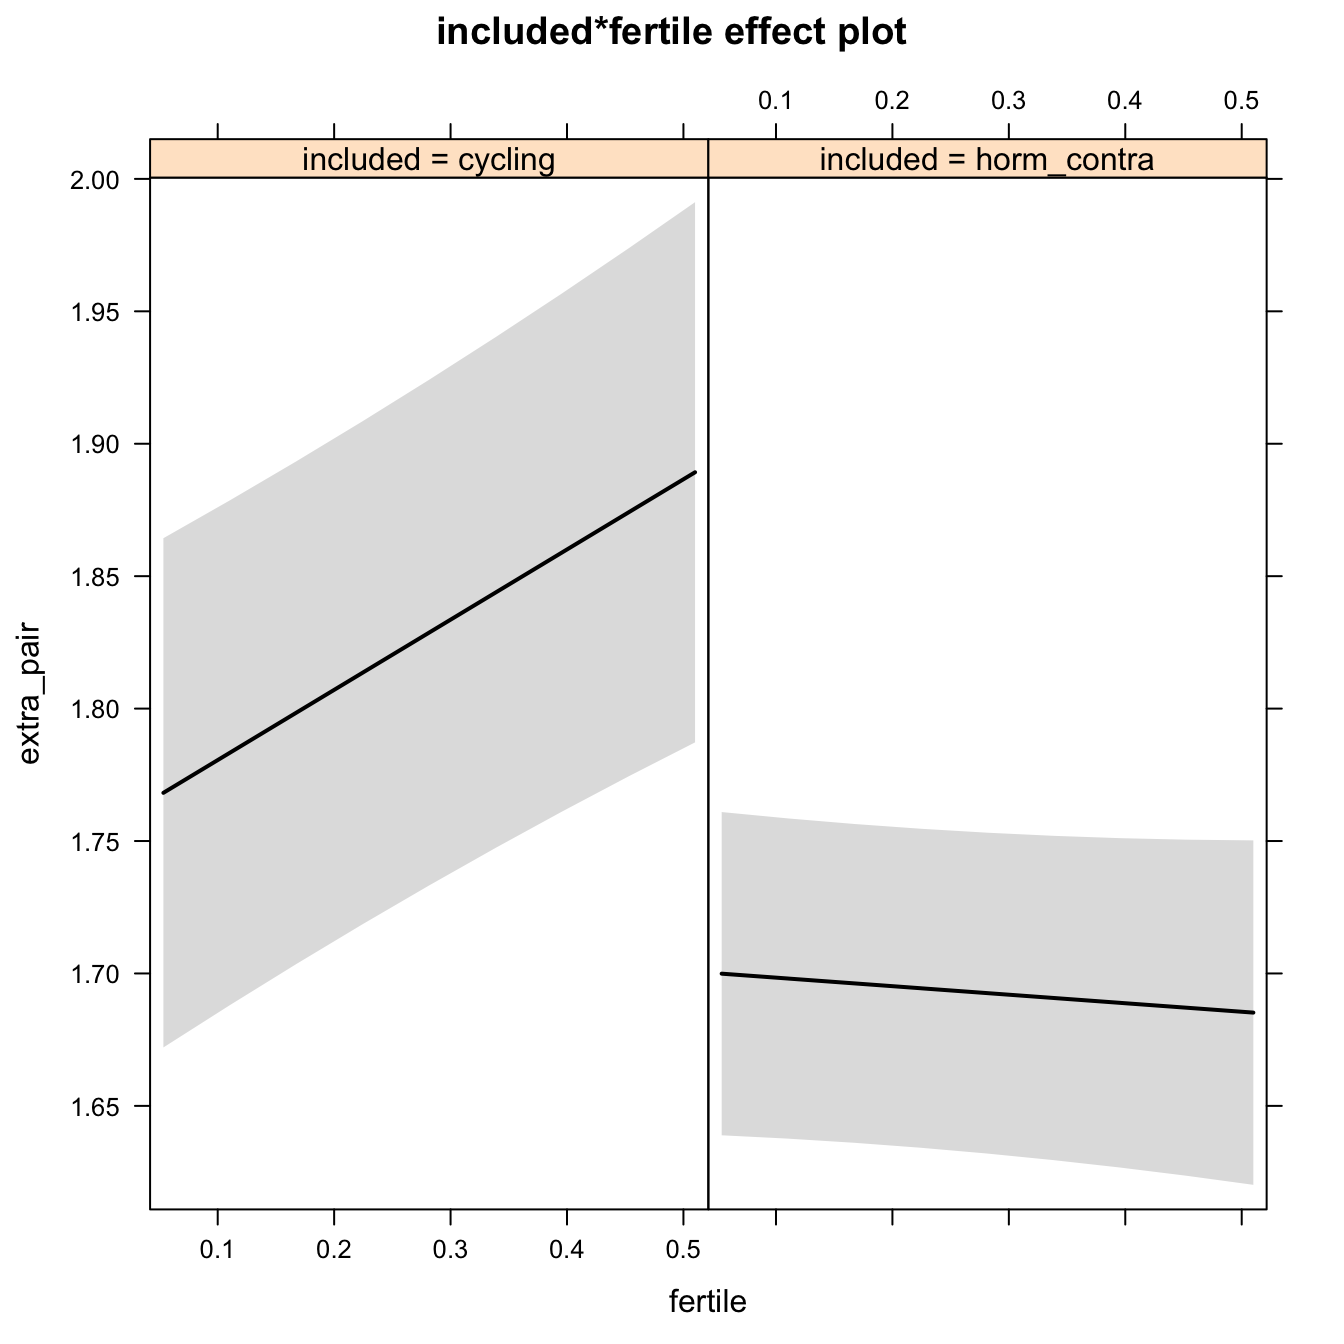 included*fertile effect plot
0.1 0.2 0.3 0.4 0.5
included = cycling included = horm_contra
2.00
1.95
1.90
1.85
1.80
1.75
1.70
1.65
extra_pair
0.1 0.2 0.3 0.4 0.5
fertile